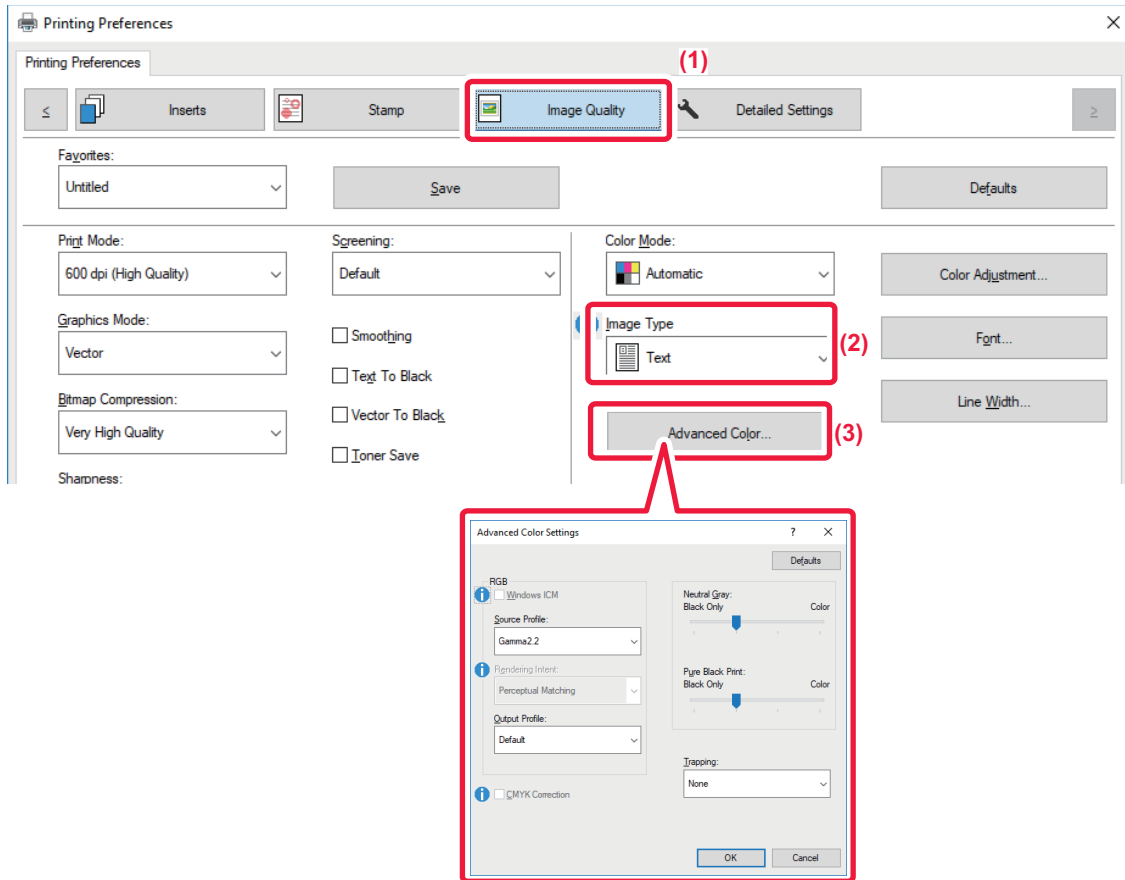 Printing Preferences
Printing Preferences
(1)
< Inserts Stamp Image Quality Detailed Settings >
Favorites:
Untitled Save Defaults
Print Mode: Screening: Color Mode:
600 dpi (High Quality) Default Automatic Color Adjustment...
Graphics Mode: Smoothing Image Type (2) Font...
Vector Text
Text To Black
Bitmap Compression: Line Width...
Very High Quality Vector To Black Advanced Color... (3)
Toner Save
Sharpness:
Advanced Color Settings ?
Defaults
RGB
Windows ICM
Source Profile:
Gamma2.2
Rendering Intent:
Perceptual Matching
Output Profile:
Default
CMYK Correction
Neutral Gray:
Black Only Color
Pure Black Print:
Black Only Color
Trapping:
None
OK Cancel